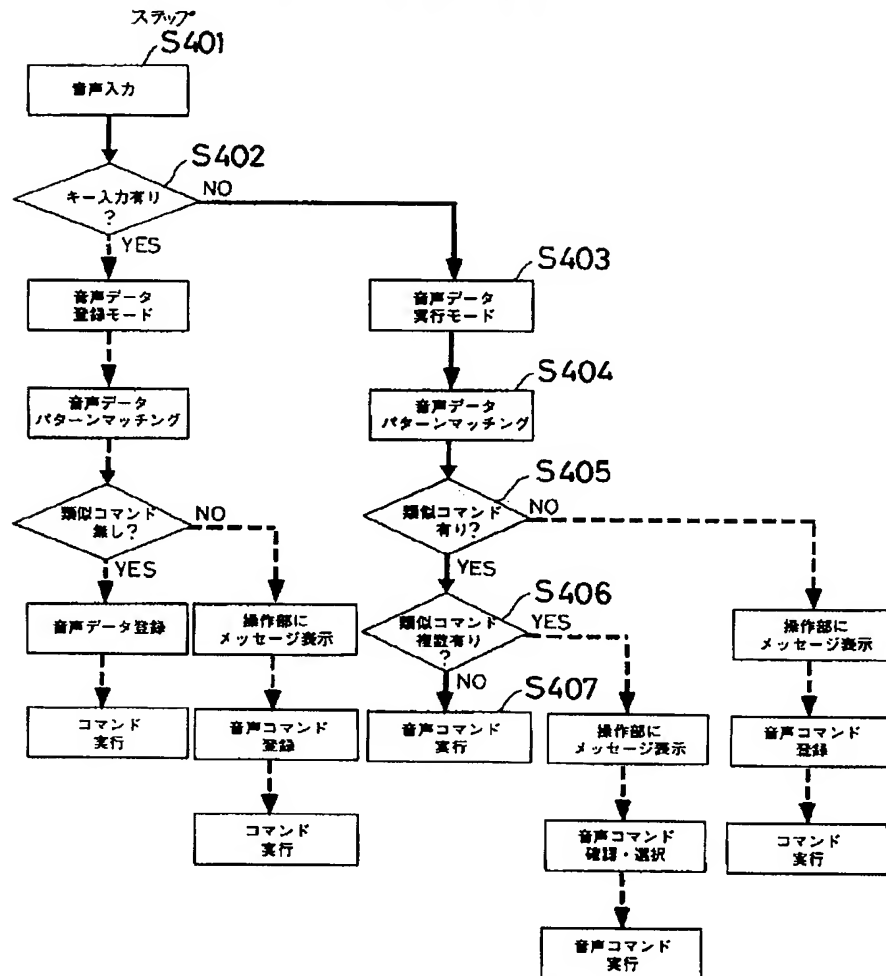 ステップ
S401
音声入力
S402
キー入力有り
?
NO
YES
音声データ
登録モード
S403
音声データ
実行モード
音声データ
パターンマッチング
S404
音声データ
パターンマッチング
類似コマンド
無し?
NO
YES
S405
類似コマンド
有り?
NO
YES
音声データ登録
操作部に
メッセージ表示
S406
類似コマンド
複数有り
?
YES
NO
操作部に
メッセージ表示
コマンド
実行
音声コマンド
登録
S407
音声コマンド
実行
操作部に
メッセージ表示
音声コマンド
登録
コマンド
実行
音声コマンド
確認・選択
コマンド
実行
音声コマンド
実行